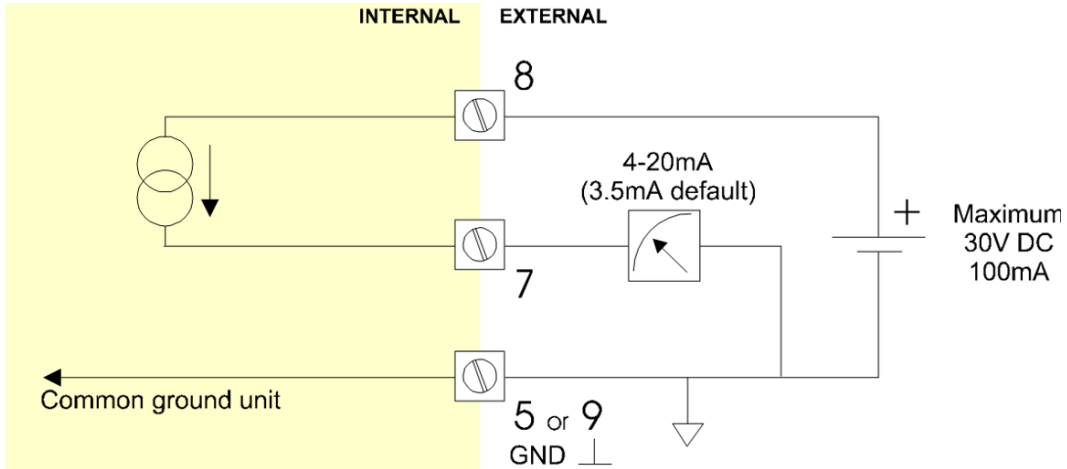 INTERNAL EXTERNAL
8
4-20mA
(3.5mA default)
+
Maximum
30V DC
100mA
7
Common ground unit
5 or 9
GND